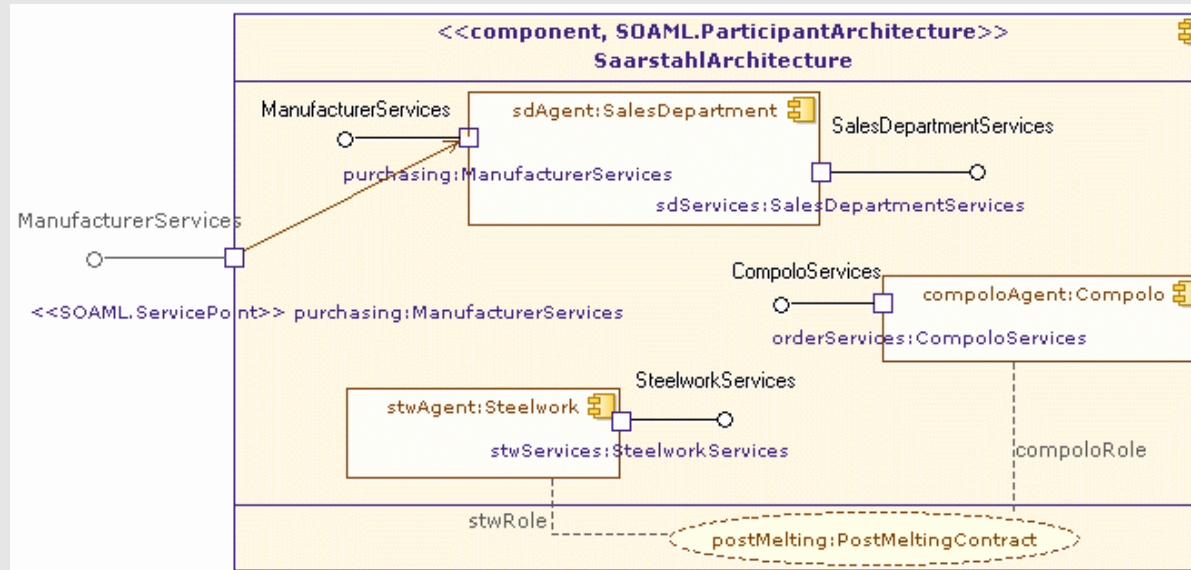 <<component, SOAML.ParticipantArchitecture>>
SaarstahlArchitecture
ManufacturerServices
sdAgent:SalesDepartment
SalesDepartmentServices
purchasing:ManufacturerServices
sdServices:SalesDepartmentServices
ManufacturerServices
CompoloServices
compoloAgent:Compolo
<<SOAML.ServicePoint>> purchasing:ManufacturerServices
orderServices:CompoloServices
SteelworkServices
stwAgent:Steelwork
stwServices:SteelworkServices
compoloRole
stwRole
postMelting:PostMeltingContract